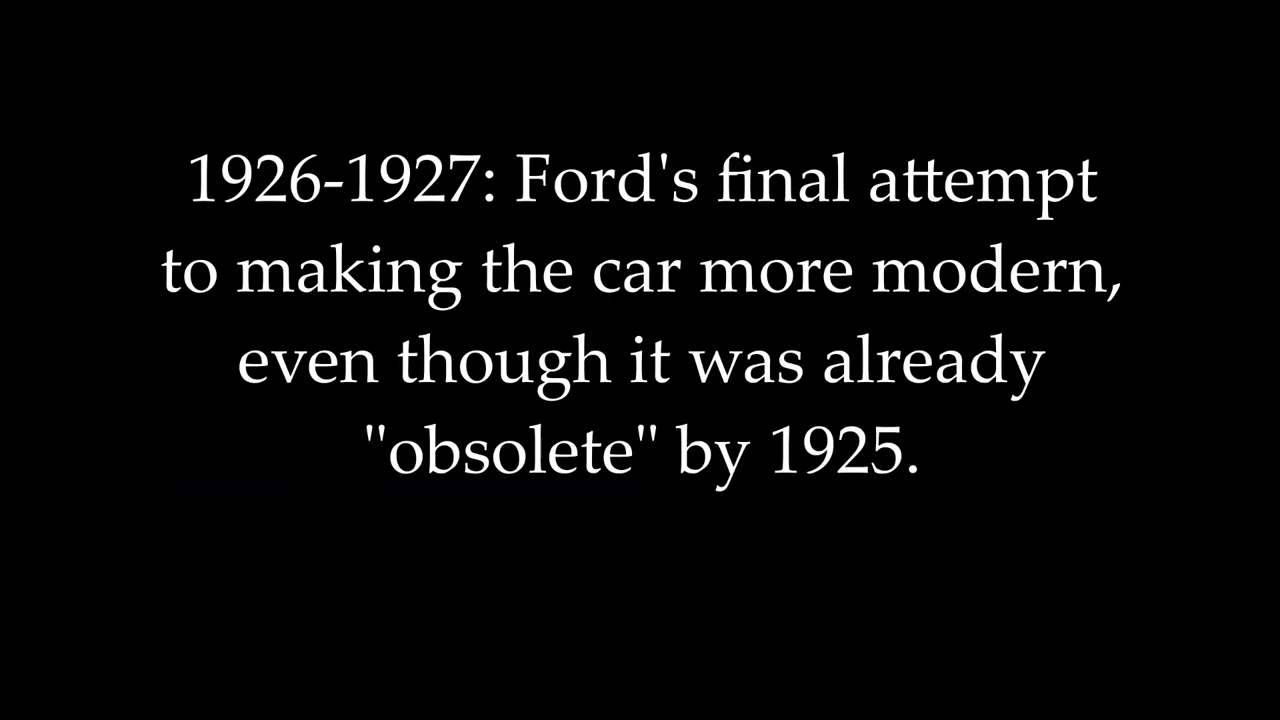 1926-1927: Ford's final attempt
to making the car more modern,
even though it was already
"obsolete" by 1925.